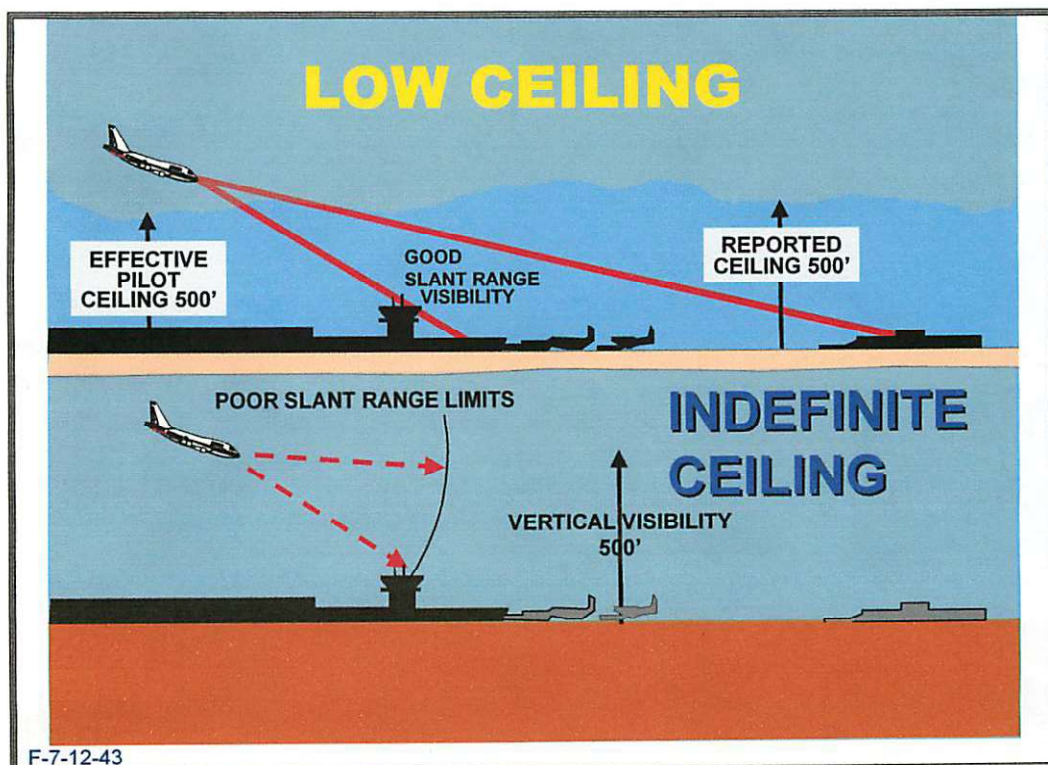 LOW CEILING
EFFECTIVE
PILOT
CEILING 500'
GOOD
SLANT RANGE
VISIBILITY
REPORTED
CEILING 500'
POOR SLANT RANGE LIMITS
INDEFINITE
CEILING
VERTICAL VISIBILITY
500'
F-7-12-43